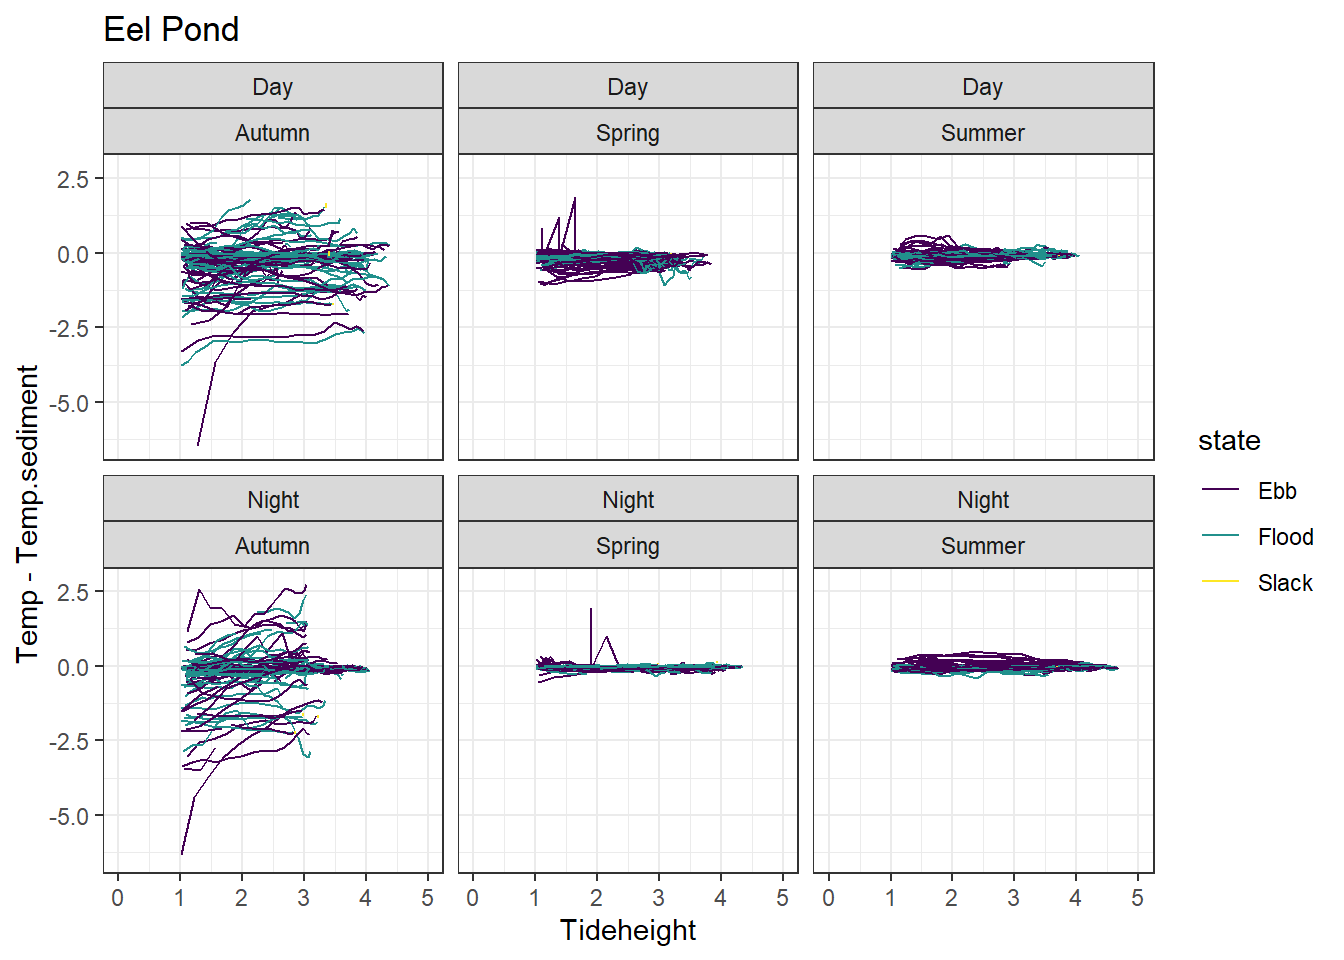 Eel Pond
Day Day Day
Autumn Spring Summer
2.5
0.0
-2.5
-5.0
Night Night Night
Autumn Spring Summer
2.5
0.0
-2.5
-5.0
0 1 2 3 4 5 0 1 2 3 4 5 0 1 2 3 4 5
Tideheight
Temp - Temp.sediment
state
Ebb
Flood
Slack